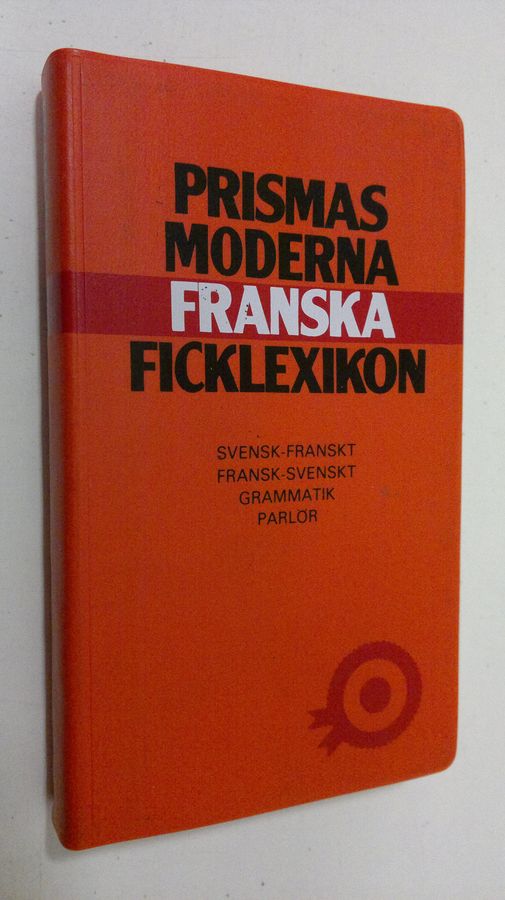 PRISMAS
MODERNA
FRANSKA
FICKLEXIKON
SVENSK-FRANSKT
FRANSK-SVENSKT
GRAMMATIK
PARLÖR